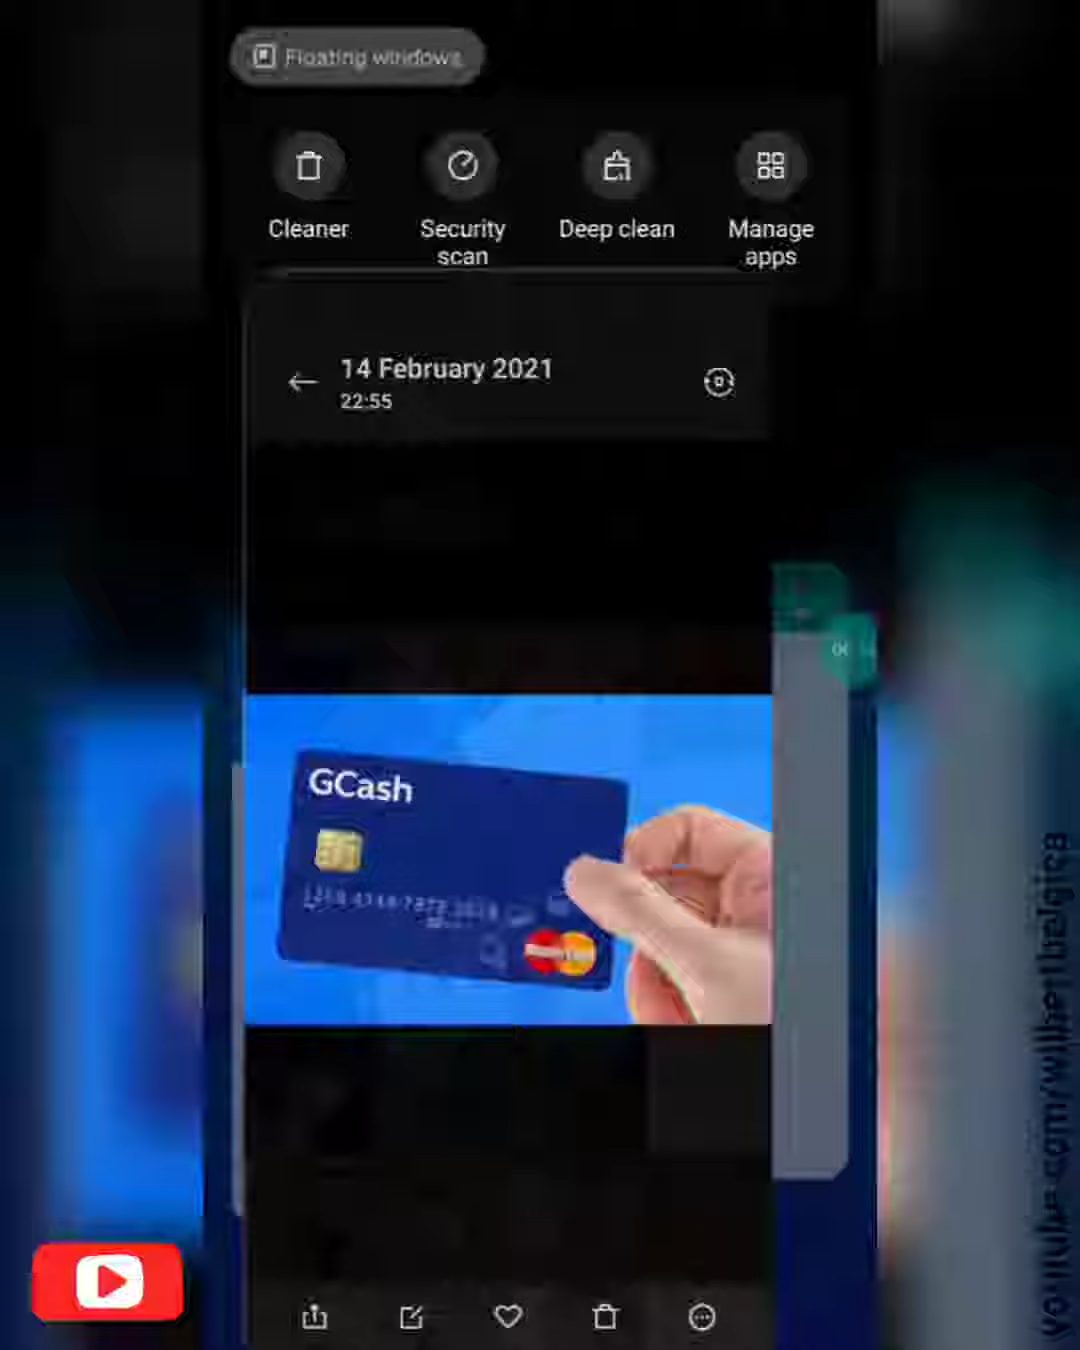 Floating windows
Cleaner
Security
scan
Deep clean
Manage
apps
14 February 2021
22:55
GCash
youtube.com/wilbertbelgica